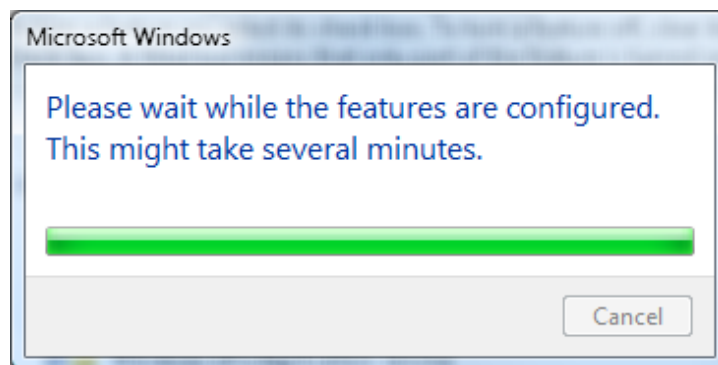 Microsoft Windows
Please wait while the features are configured.
This might take several minutes.
Cancel